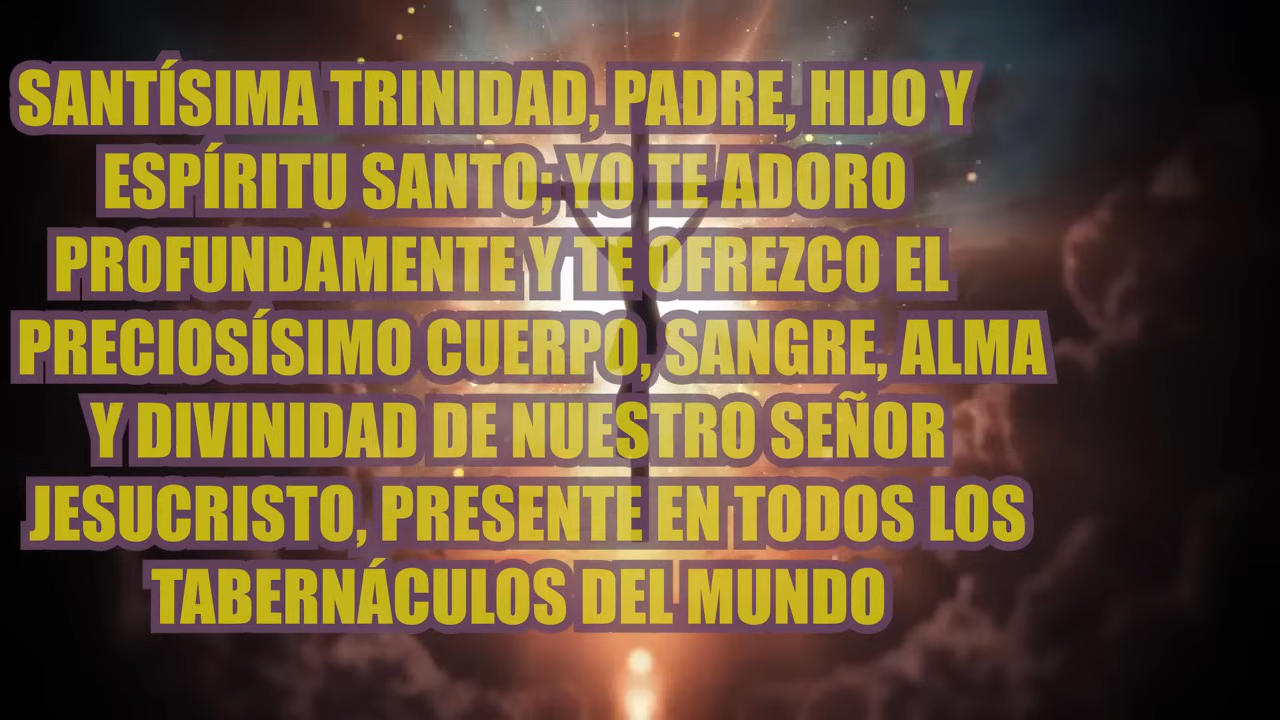 SANTÍSIMA TRINIDAD, PADRE, HIJO Y
ESPÍRITU SANTO; YO TE ADORO
PROFUNDAMENTE Y TE OFREZCO EL
PRECIOSÍSIMO CUERPO, SANGRE, ALMA
Y DIVINIDAD DE NUESTRO SEÑOR
JESUCRISTO, PRESENTE EN TODOS LOS
TABERNÁCULOS DEL MUNDO